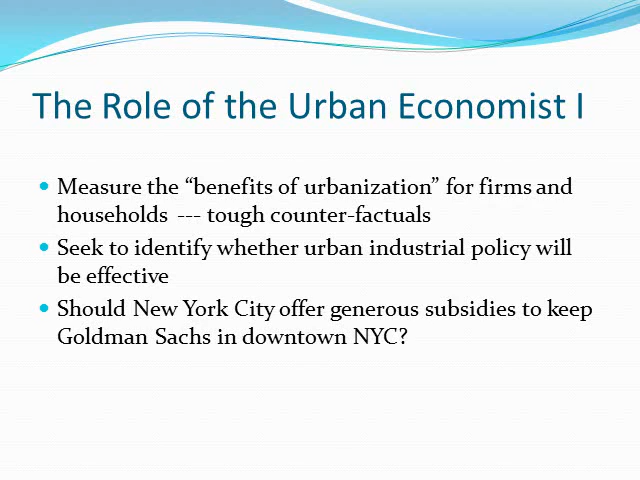 The Role of the Urban Economist I
• Measure the “benefits of urbanization” for firms and
households --- tough counter-factuals
• Seek to identify whether urban industrial policy will
be effective
• Should New York City offer generous subsidies to keep
Goldman Sachs in downtown NYC?